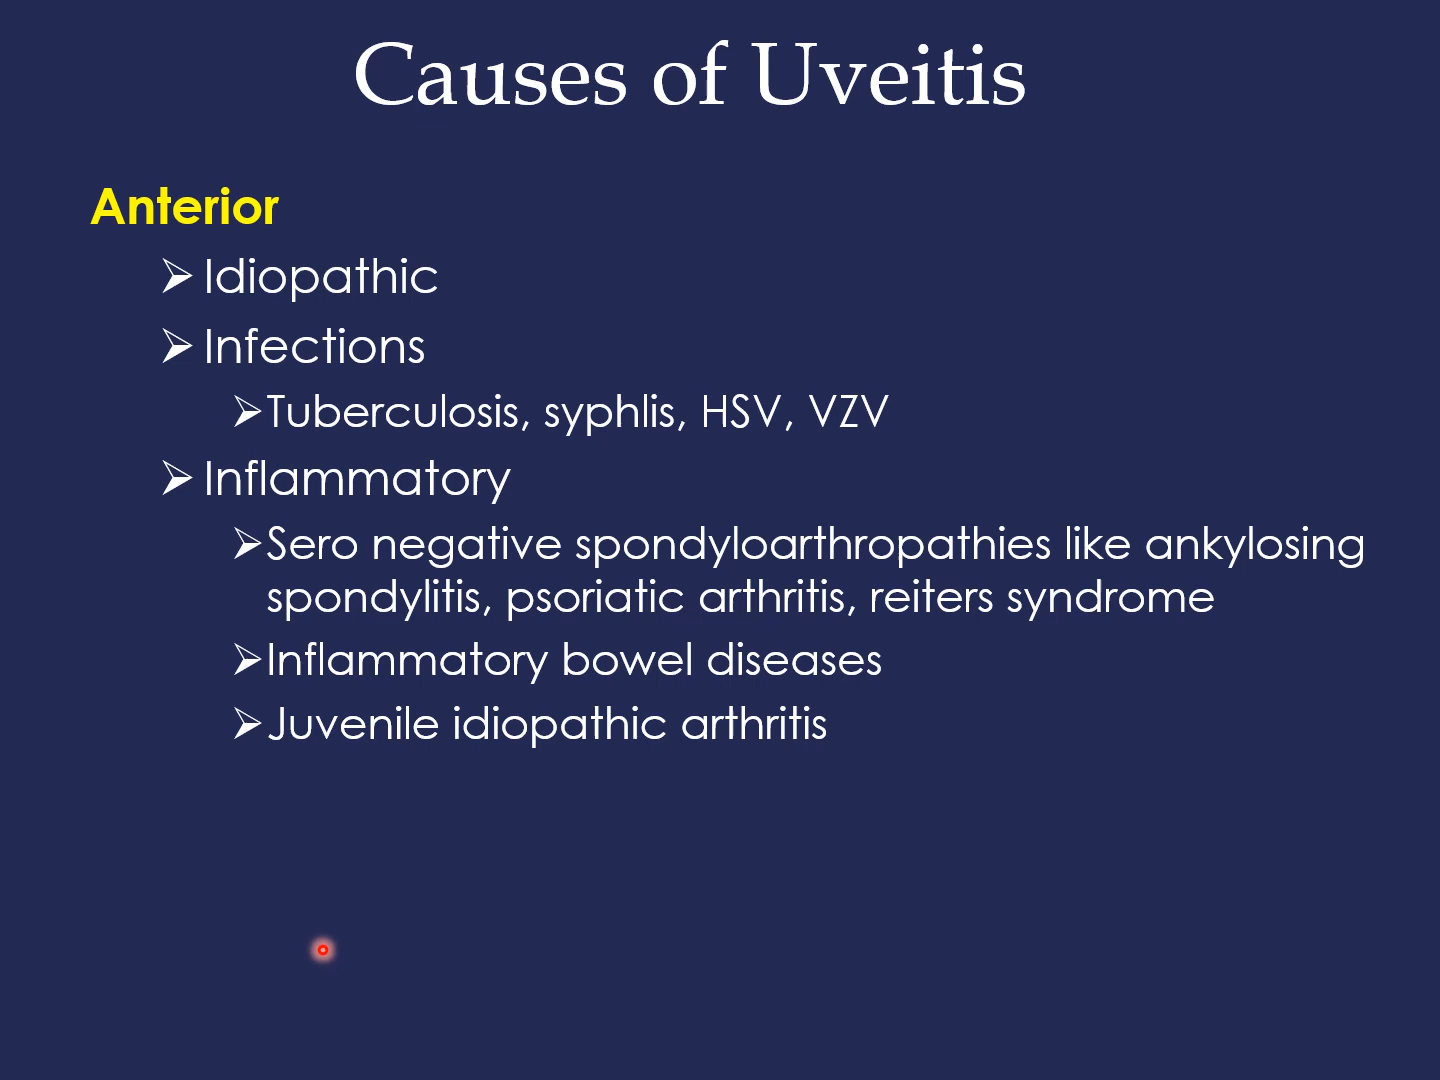 Causes of Uveitis
Anterior
➢ Idiopathic
➢ Infections
➢ Tuberculosis, syphlis, HSV, VZV
➢ Inflammatory
➢ Sero negative spondyloarthropathies like ankylosing
spondylitis, psoriatic arthritis, reiters syndrome
➢ Inflammatory bowel diseases
➢ Juvenile idiopathic arthritis